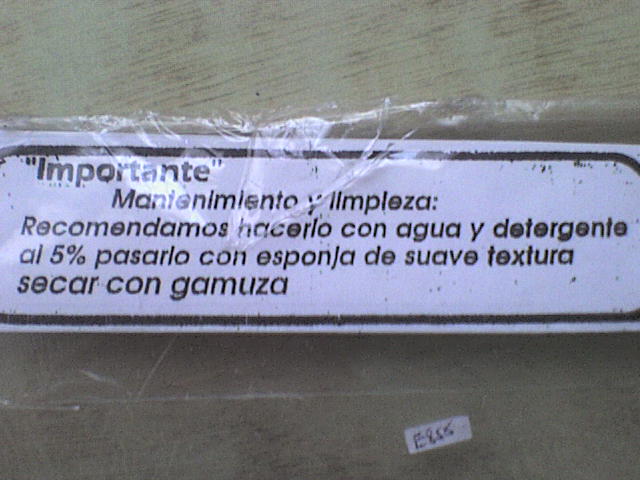 "Importante"
Mantenimiento y limpieza:
Recomendamos hacerlo con agua y detergente
al 5% pasarlo con esponja de suave textura
secar con gamuza